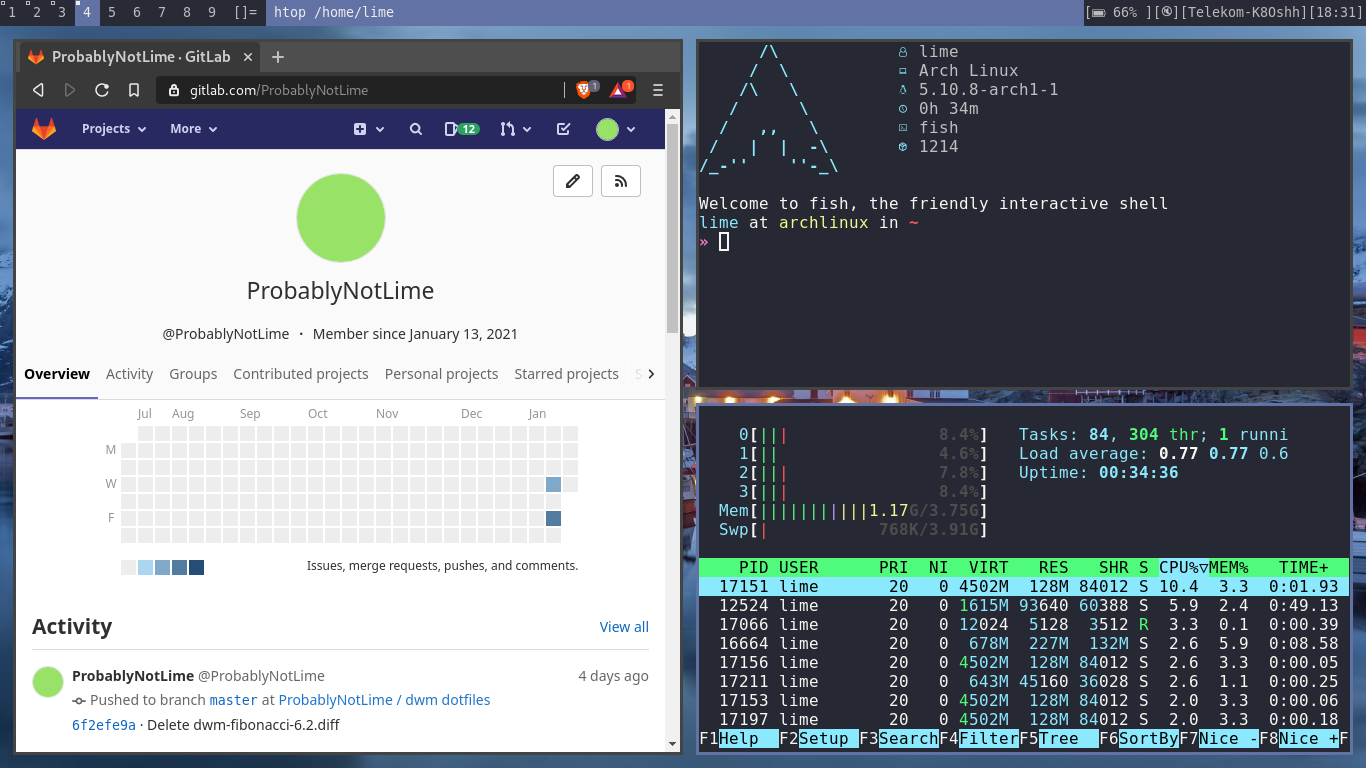 1 2 3 4 5 6 7 8 9 []= htop /home/lime [ 66% ][ ][Telekom-K8Oshh][18:31]
ProbablyNotLime · GitLab × +
gitlab.com/ProbablyNotLime 1 1
Projects More 12
ProbablyNotLime
@ProbablyNotLime · Member since January 13, 2021
Overview Activity Groups Contributed projects Personal projects Starred projects S
Jul Aug Sep Oct Nov Dec Jan
M
W
F
Issues, merge requests, pushes, and comments.
Activity View all
ProbablyNotLime @ProbablyNotLime 4 days ago
Pushed to branch master at ProbablyNotLime / dwm dotfiles
6f2efe9a · Delete dwm-fibonacci-6.2.diff
/\ lime
/ \ Arch Linux
/\ \ 5.10.8-arch1-1
/ \ 0h 34m
/ ,, \ fish
/ | | -\ 1214
/_-'' ''-_\
Welcome to fish, the friendly interactive shell
lime at archlinux in ~
»
0[||| 8.4%] Tasks: 84, 304 thr; 1 runni
1[|| 4.6%] Load average: 0.77 0.77 0.6
2[||| 7.8%] Uptime: 00:34:36
3[||| 8.4%]
Mem[|||||||||||1.17G/3.75G]
Swp[| 768K/3.91G]
PID USER PRI NI VIRT RES SHR S CPU%▽MEM% TIME+
17151 lime 20 0 4502M 128M 84012 S 10.4 3.3 0:01.93
12524 lime 20 0 1615M 93640 60388 S 5.9 2.4 0:49.13
17066 lime 20 0 12024 5128 3512 R 3.3 0.1 0:00.39
16664 lime 20 0 678M 227M 132M S 2.6 5.9 0:08.58
17156 lime 20 0 4502M 128M 84012 S 2.6 3.3 0:00.05
17211 lime 20 0 643M 45160 36028 S 2.6 1.1 0:00.25
17153 lime 20 0 4502M 128M 84012 S 2.0 3.3 0:00.06
17197 lime 20 0 4502M 128M 84012 S 2.0 3.3 0:00.18
F1Help F2Setup F3SearchF4FilterF5Tree F6SortByF7Nice -F8Nice +F